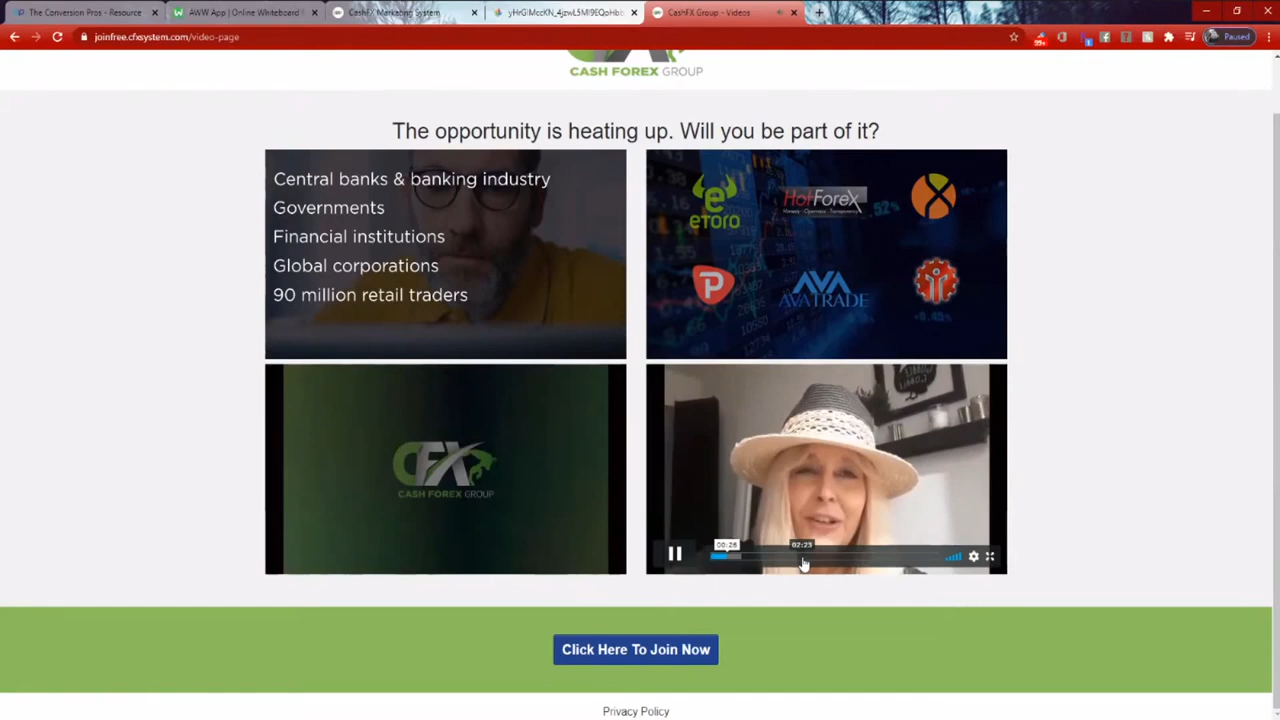 The Conversion Pros - Resource
AWW App | Online Whiteboard
CashFX Marketing System
CashFX Group - Videos
joinfree.cfxsystem.com/video-page
Paused
CASH FOREX GROUP
The opportunity is heating up. Will you be part of it?
Central banks & banking industry
Governments
Financial institutions
Global corporations
90 million retail traders
eToro
HotForex
AVATRADE
CFX
CASH FOREX GROUP
00:26
02:23
Click Here To Join Now
Privacy Policy